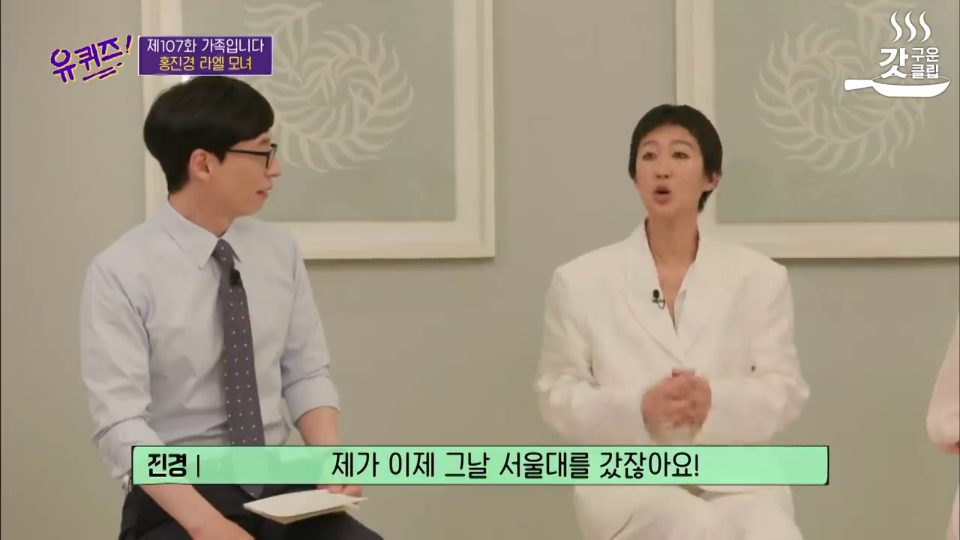 유퀴즈!
제107화 가족입니다
홍진경 라엘 모녀
갓구운
클립
진경 | 제가 이제 그날 서울대를 갔잖아요!